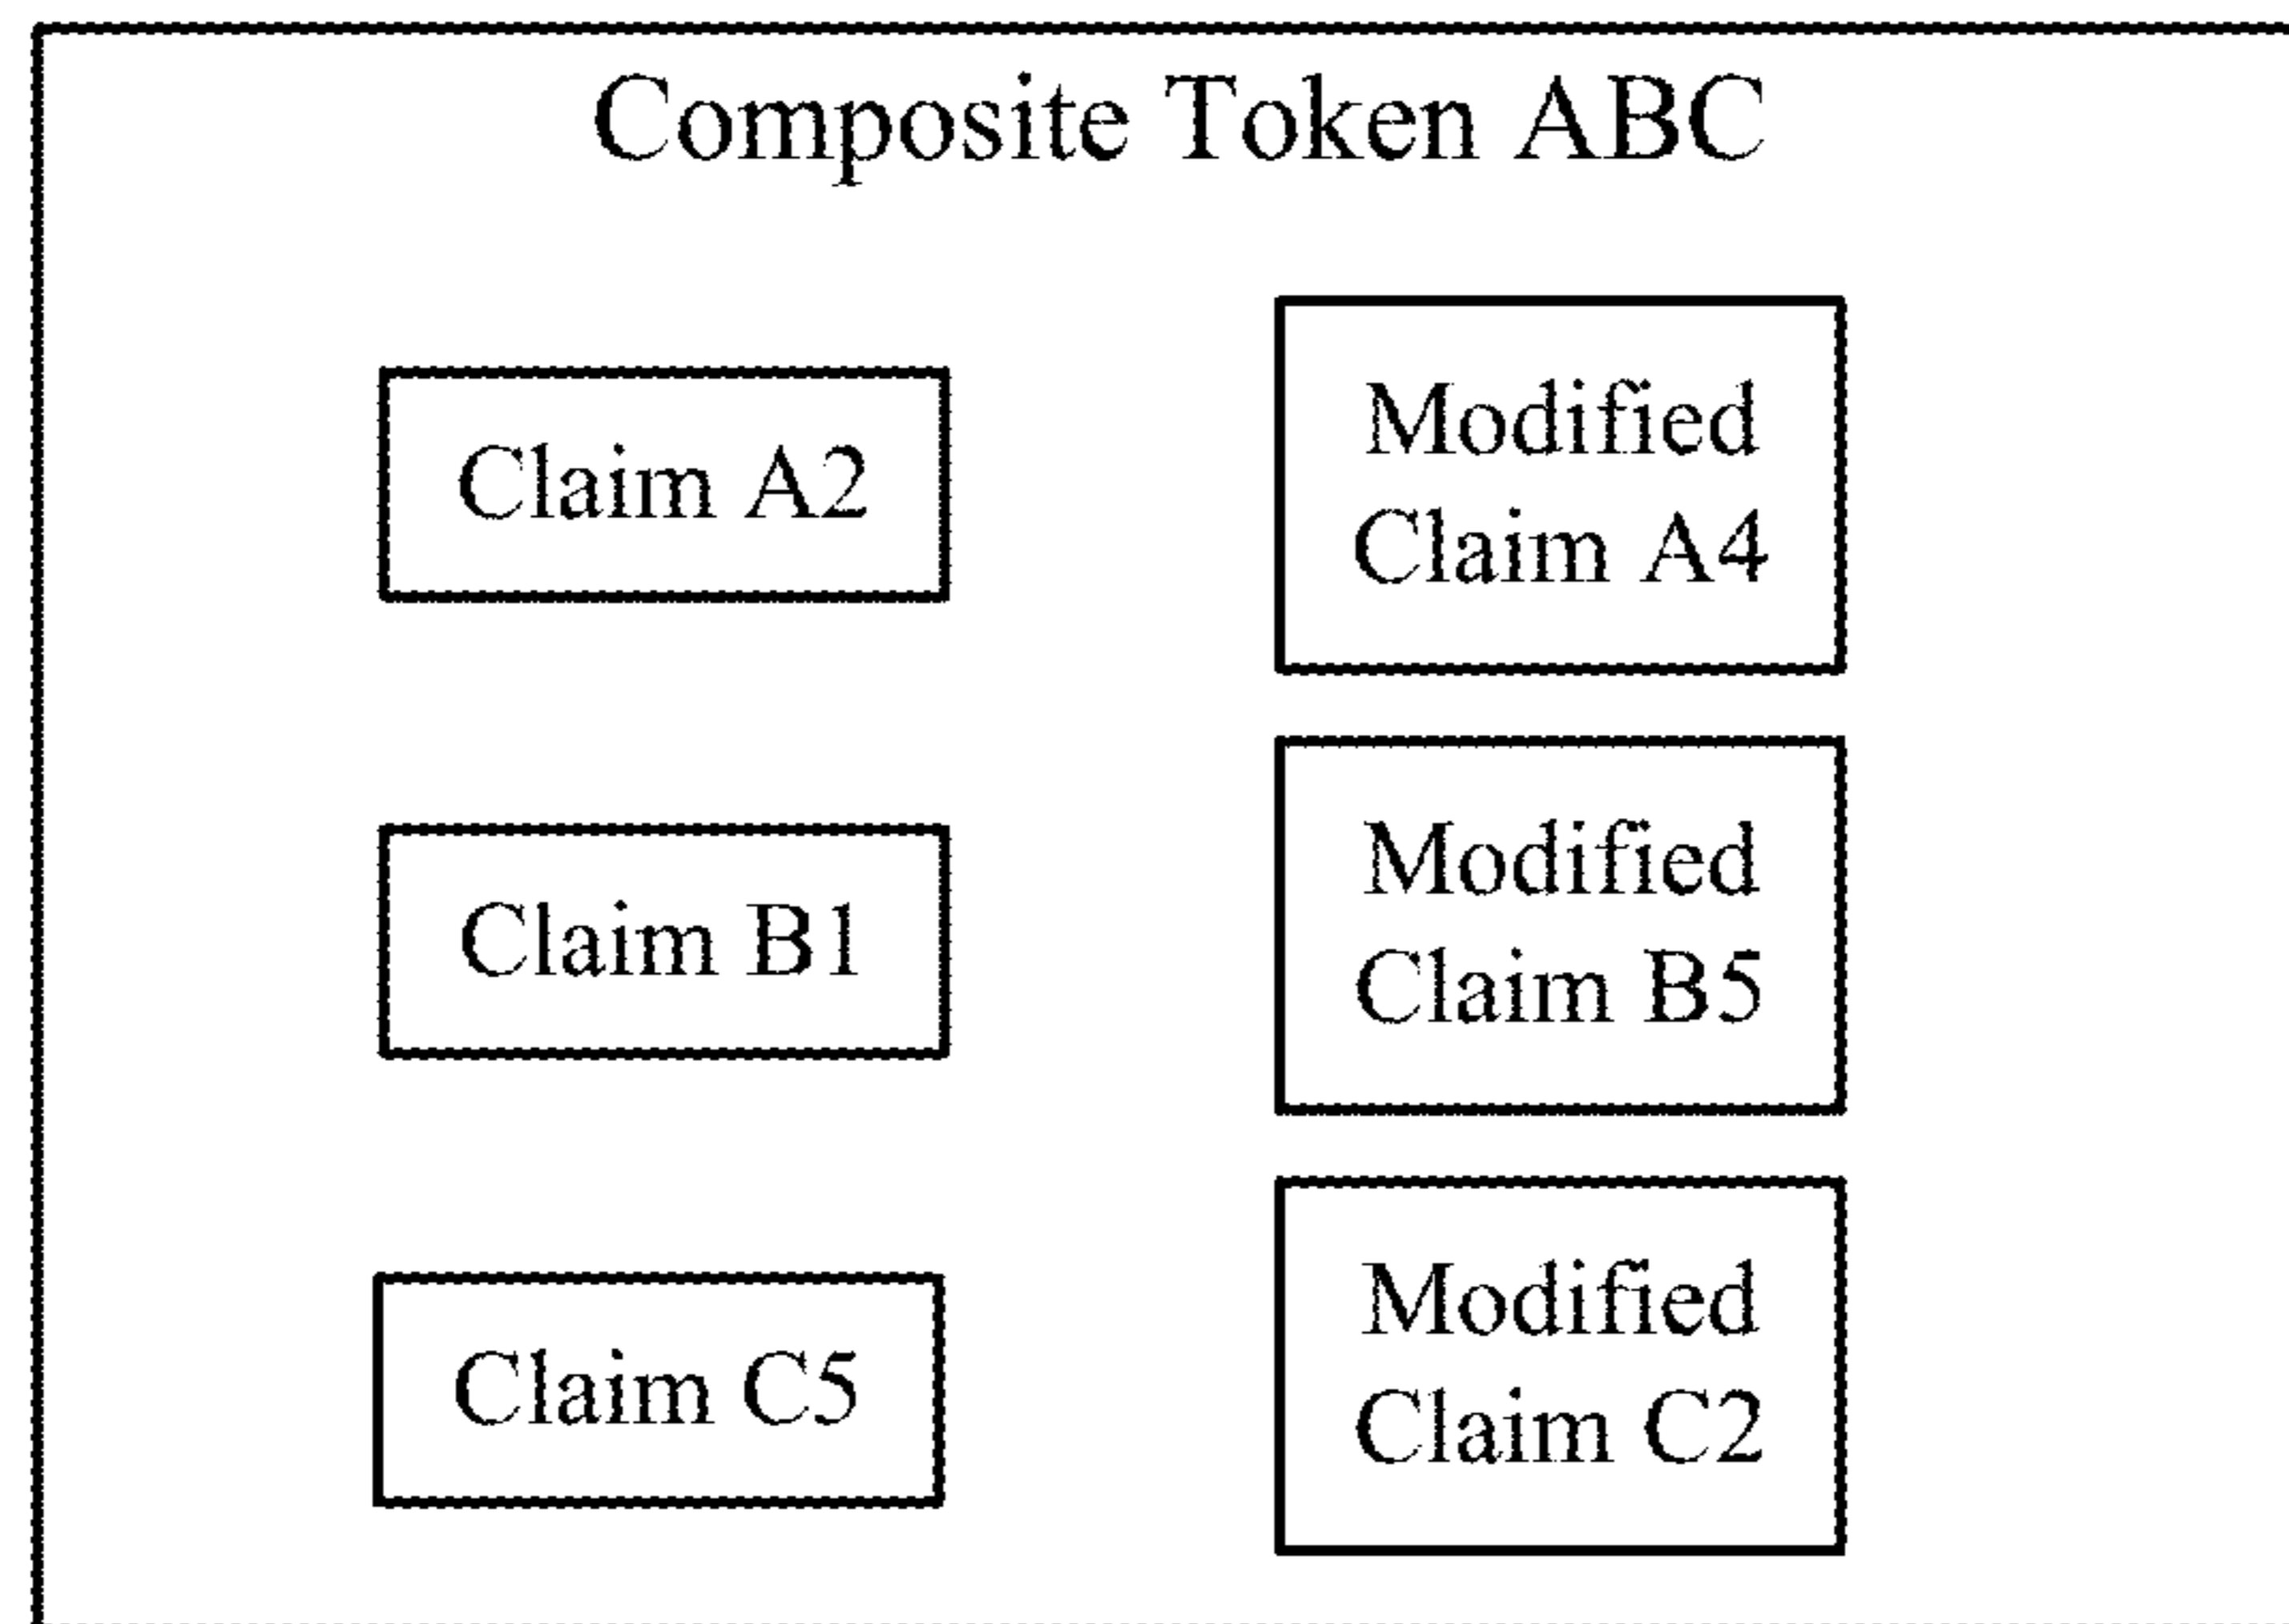 Composite Token ABC
Claim A2
Modified
Claim A4
Claim B1
Modified
Claim B5
Claim C5
Modified
Claim C2